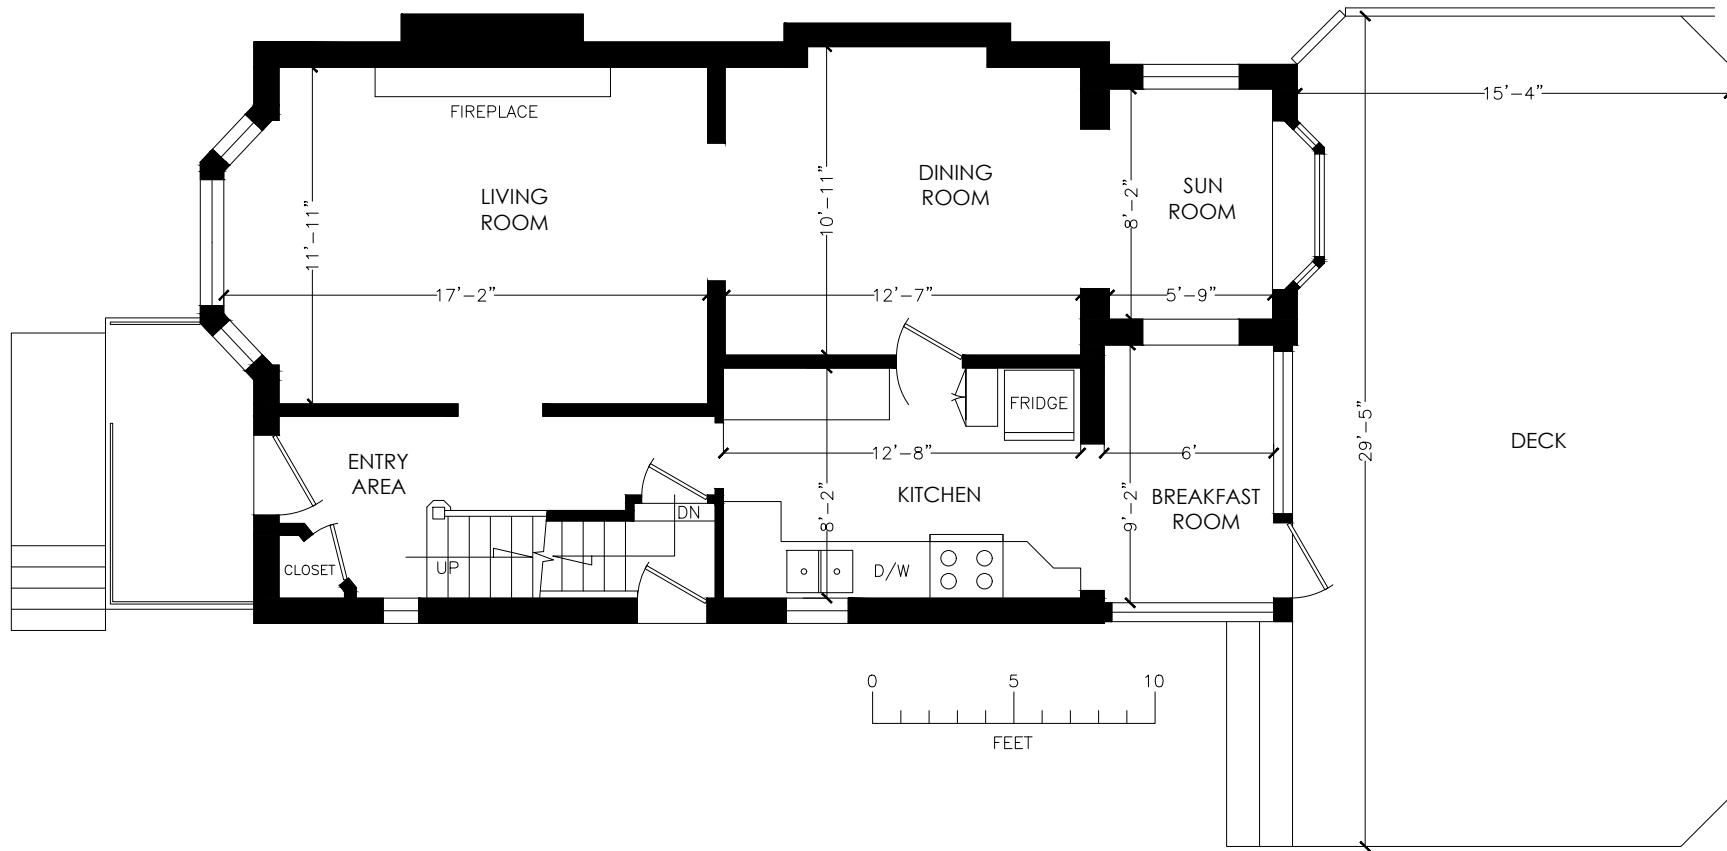 FIREPLACE
15'-4"
LIVING
ROOM
DINING
ROOM
SUN
ROOM
11'-11"
10'-11"
8'-2"
17'-2"
12'-7"
5'-9"
FRIDGE
ENTRY
AREA
12'-8"
6'
29'-5"
DECK
KITCHEN
BREAKFAST
ROOM
8'-2"
9'-2"
DN
CLOSET
UP
D/W
0 5 10
FEET